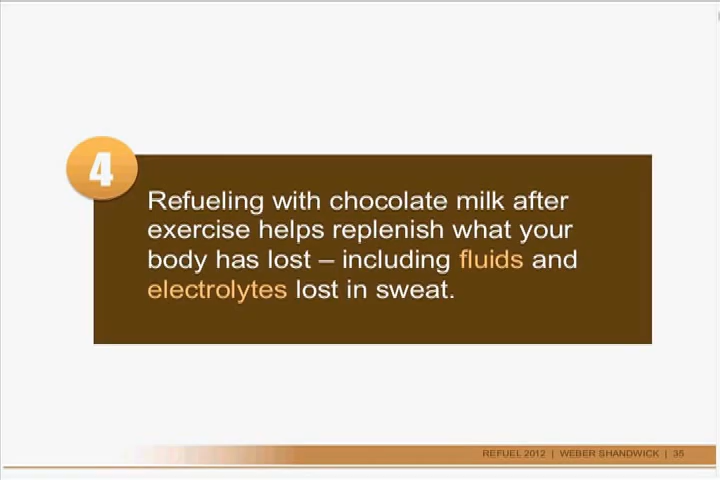 4
Refueling with chocolate milk after
exercise helps replenish what your
body has lost – including fluids and
electrolytes lost in sweat.
REFUEL 2012 | WEBER SHANDWICK | 35